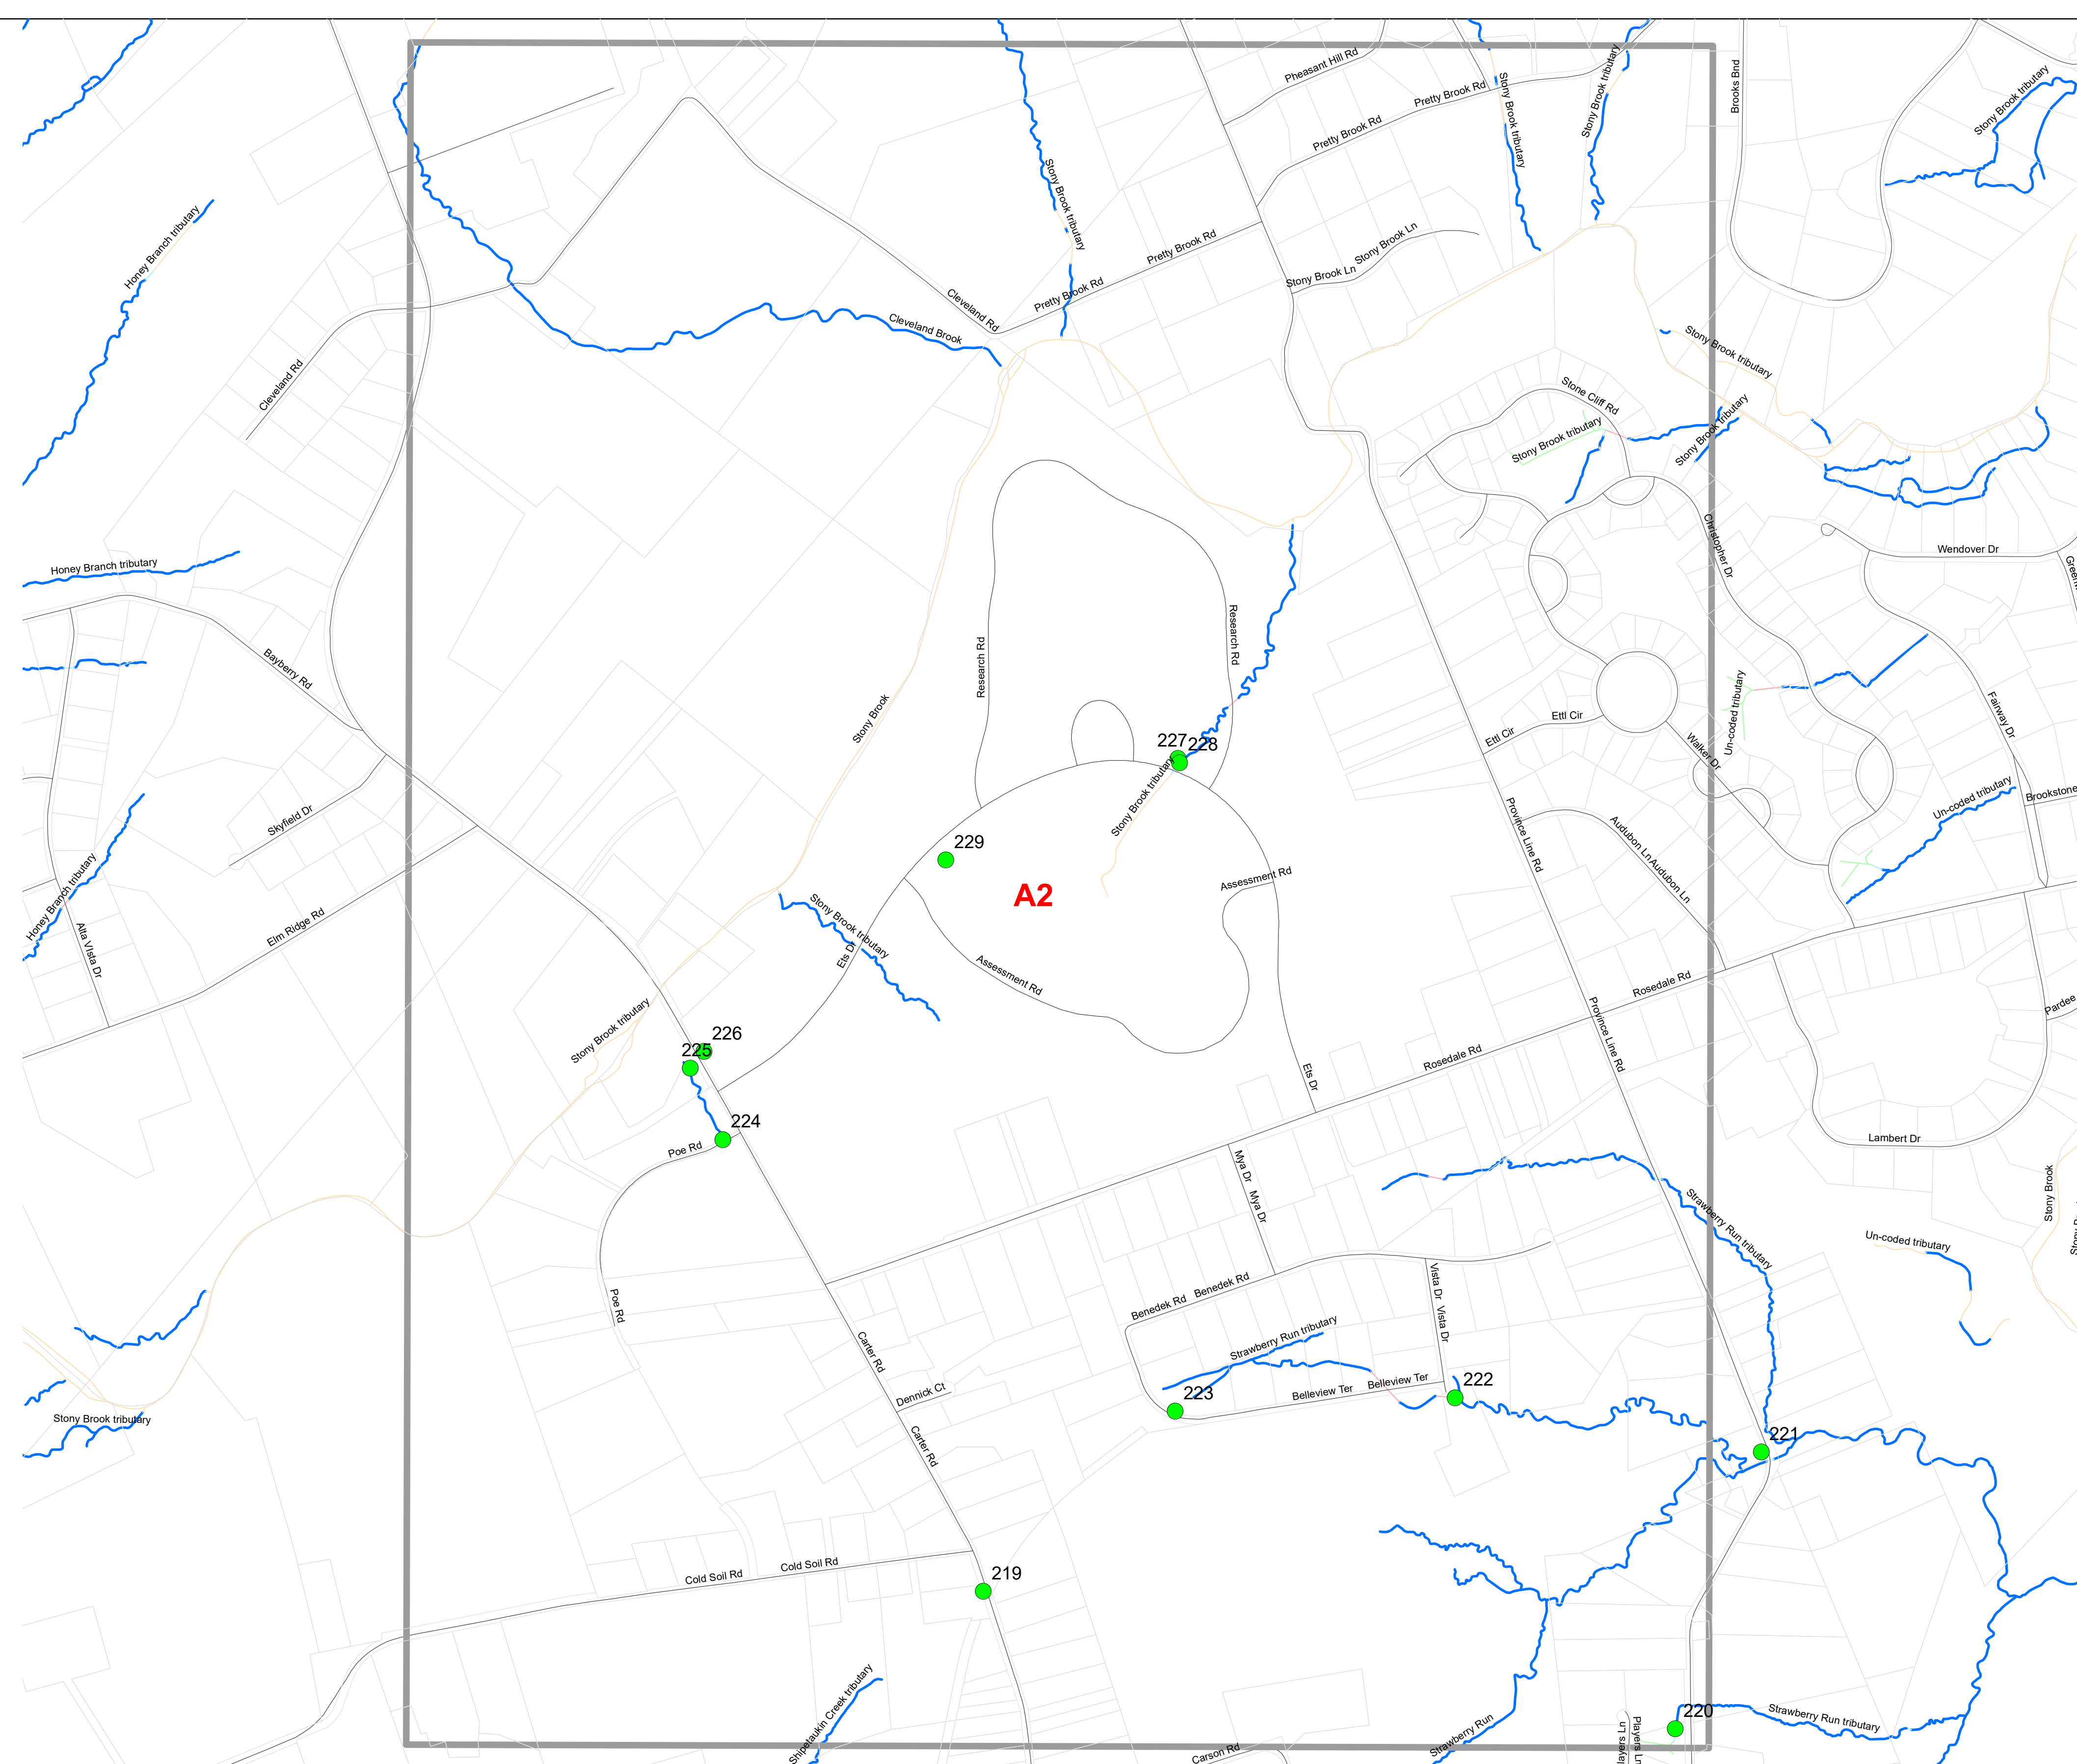 Pheasant Hill Rd
Brooks Bnd
Stony Brook tributary
Stony Brook tributary
Stony Brook tributary
Pretty Brook Rd
Pretty Brook Rd
Stony Brook tributary
Honey Branch tributary
Pretty Brook Rd
Stony Brook Ln
Stony Brook Ln
Pretty Brook Rd
Cleveland Rd
Cleveland Brook
Stony Brook tributary
Cleveland Rd
Stone Cliff Rd
Stony Brook tributary
Stony Brook tributary
Christopher Dr
Wendover Dr
Honey Branch tributary
Research Rd
Research Rd
Bayberry Rd
Stony Brook
Ettl Cir
Ettl Cir
Un-coded tributary
Walker Dr
Fairway Dr
227
228
Stony Brook tributary
Un-coded tributary
Brookstone
Skyfield Dr
Province Line Rd
Audubon Ln
Audubon Ln
229
A2
Assessment Rd
Honey Branch tributary
Elm Ridge Rd
Alta Vista Dr
Stony Brook tributary
Ets Dr
Assessment Rd
Rosedale Rd
Province Line Rd
Pardee
Stony Brook tributary
226
225
Rosedale Rd
Ets Dr
224
Poe Rd
Lambert Dr
Mya Dr
Mya Dr
Stony Brook
Strawberry Run tributary
Un-coded tributary
Benedek Rd
Benedek Rd
Vista Dr
Vista Dr
Poe Rd
Carter Rd
Strawberry Run tributary
Dennick Ct
223
Belleview Ter
Belleview Ter
222
Stony Brook tributary
Carter Rd
221
Cold Soil Rd
Cold Soil Rd
219
Shipetaukin Creek tributary
220
Strawberry Run tributary
Strawberry Run
Carson Rd
Players Ln